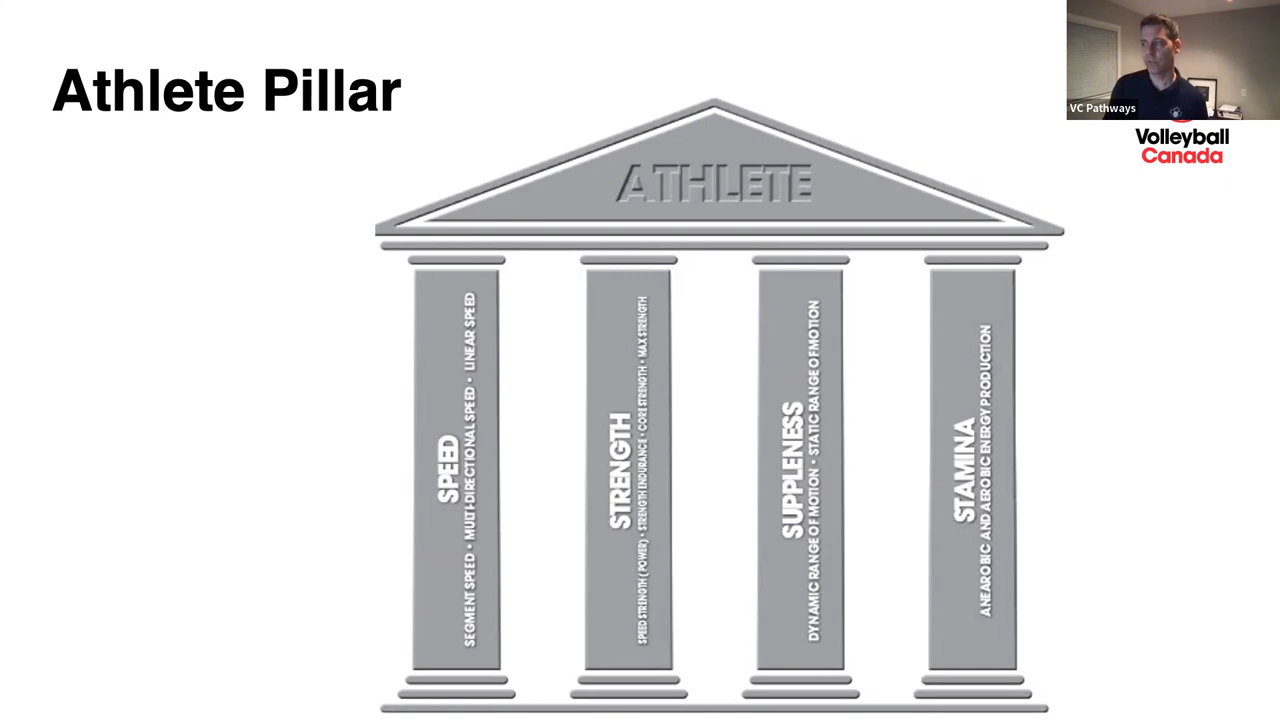 Athlete Pillar
VC Pathways
Volleyball
Canada
ATHLETE
SPEED
SEGMENT SPEED • MULTI-DIRECTIONAL SPEED • LINEAR SPEED
STRENGTH
SPEED STRENGTH ( POWER) • STRENGTH ENDURANCE • CORE STRENGTH • MAX STRENGTH
SUPPLENESS
DYNAMIC RANGE OF MOTION • STATIC RANGE OF MOTION
STAMINA
ANEAROBIC AND AEROBIC ENERGY PRODUCTION